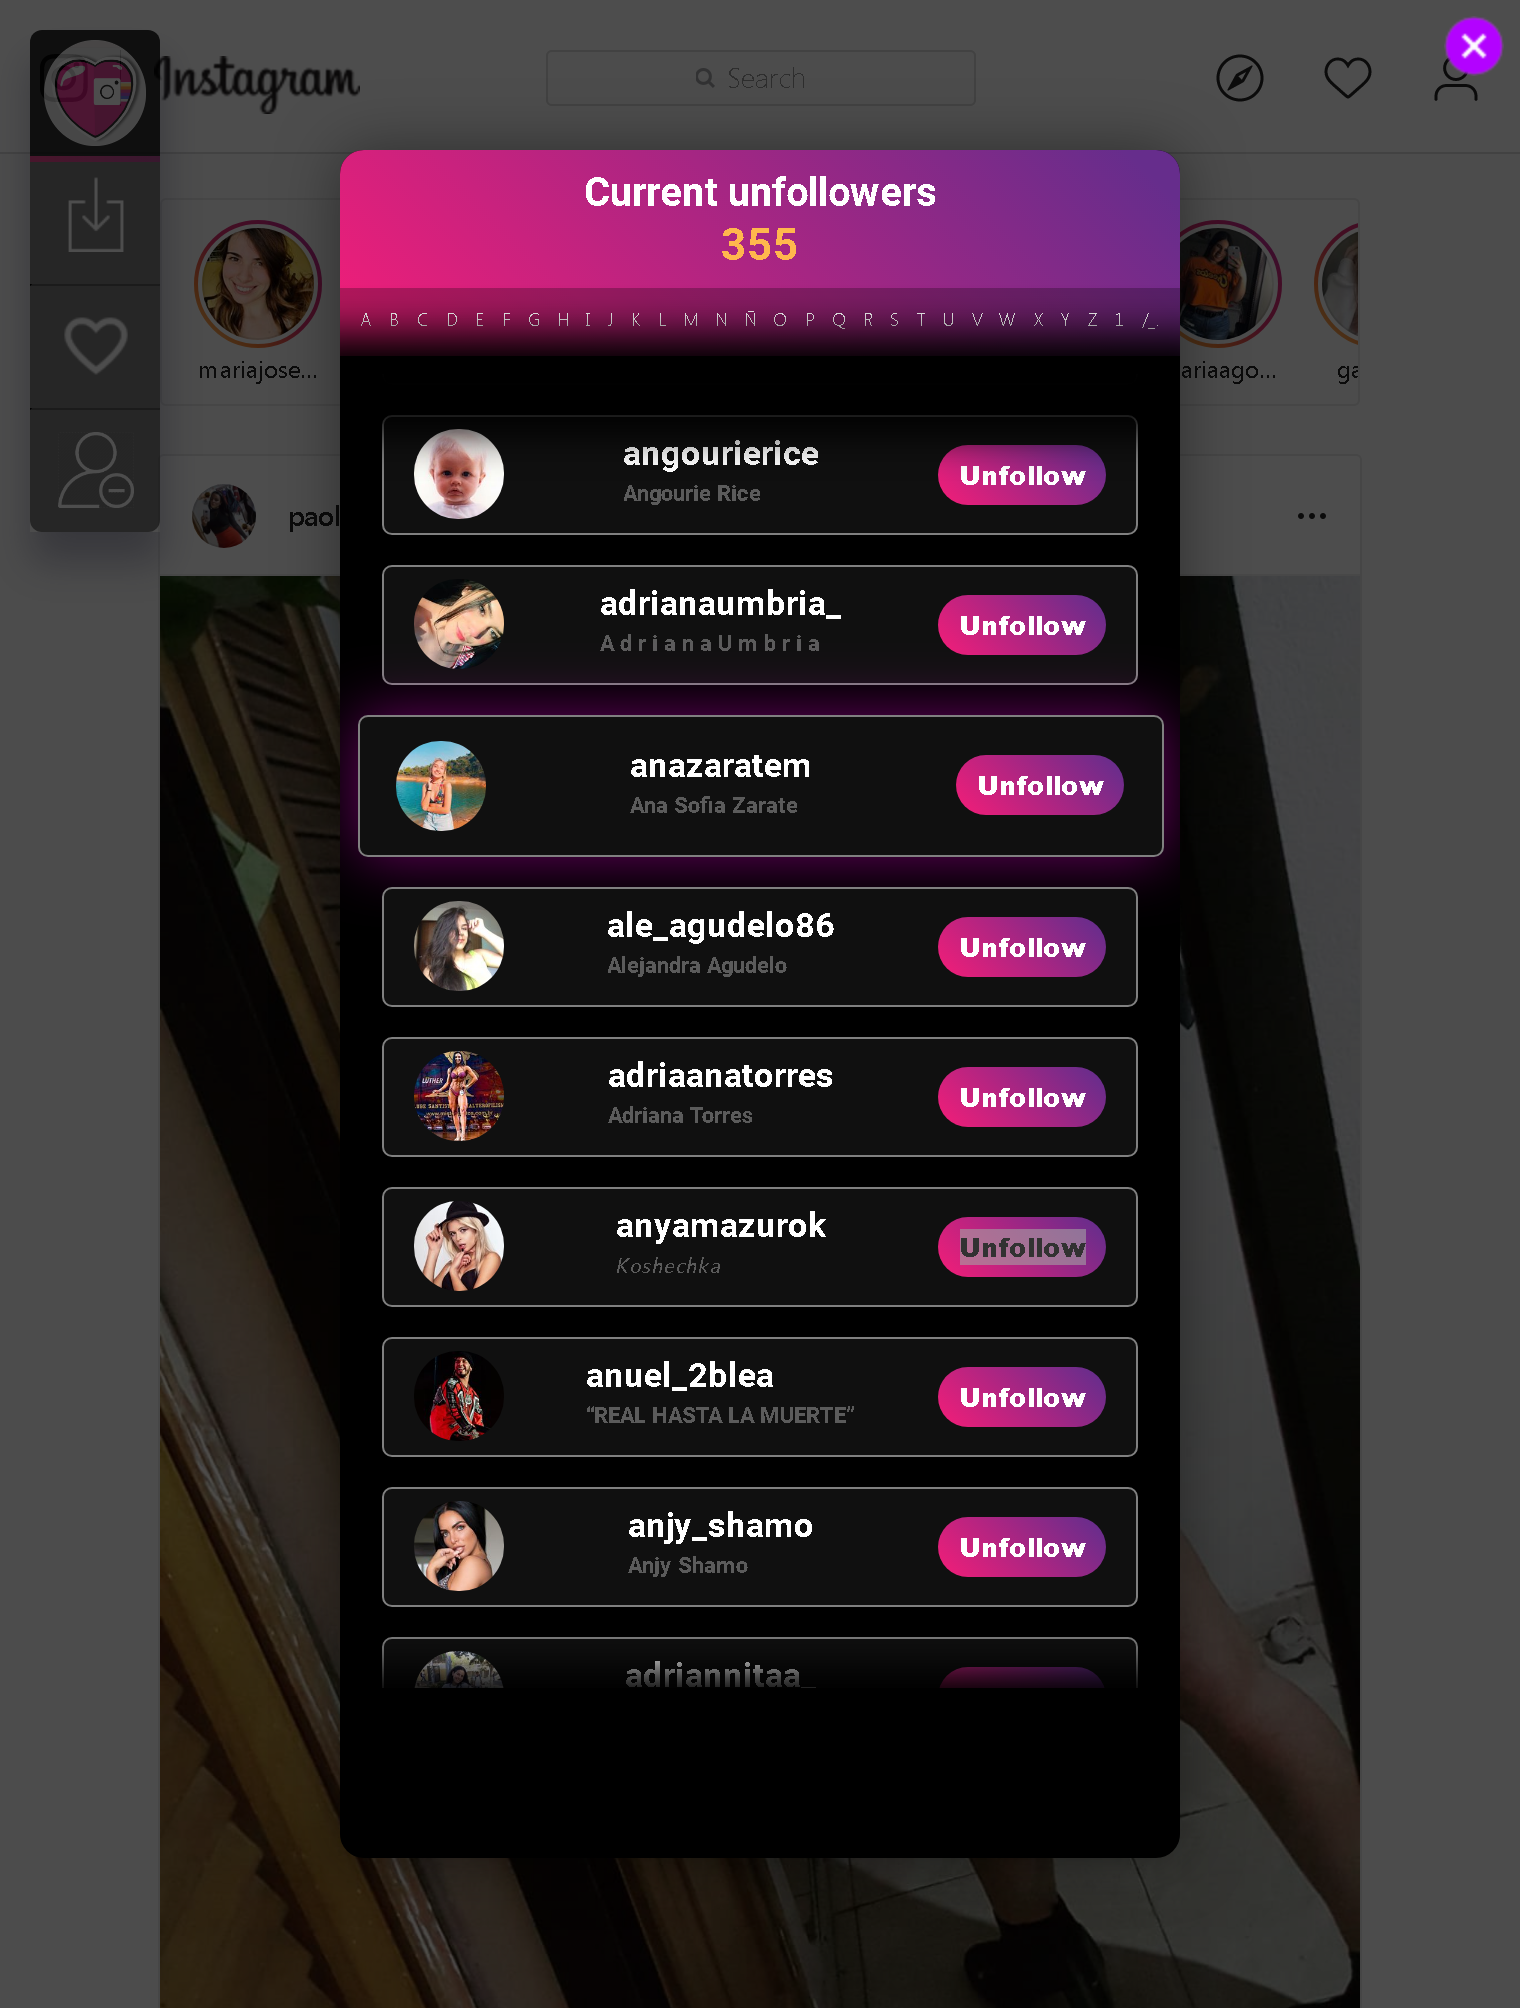 Instagram
Search
Current unfollowers
355
A B C D E F G H I J K L M N Ñ O P Q R S T U V W X Y Z 1 /_.
mariajose...
ariaago...
ga
paol
angourierice
Angourie Rice
Unfollow
adrianaumbria_
A d r i a n a U m b r i a
Unfollow
anazaratem
Ana Sofia Zarate
Unfollow
ale_agudelo86
Alejandra Agudelo
Unfollow
adriaanatorres
Adriana Torres
Unfollow
LUTHER
anyamazurok
Koshechka
Unfollow
anuel_2blea
“REAL HASTA LA MUERTE”
Unfollow
anjy_shamo
Anjy Shamo
Unfollow
adriannitaa_